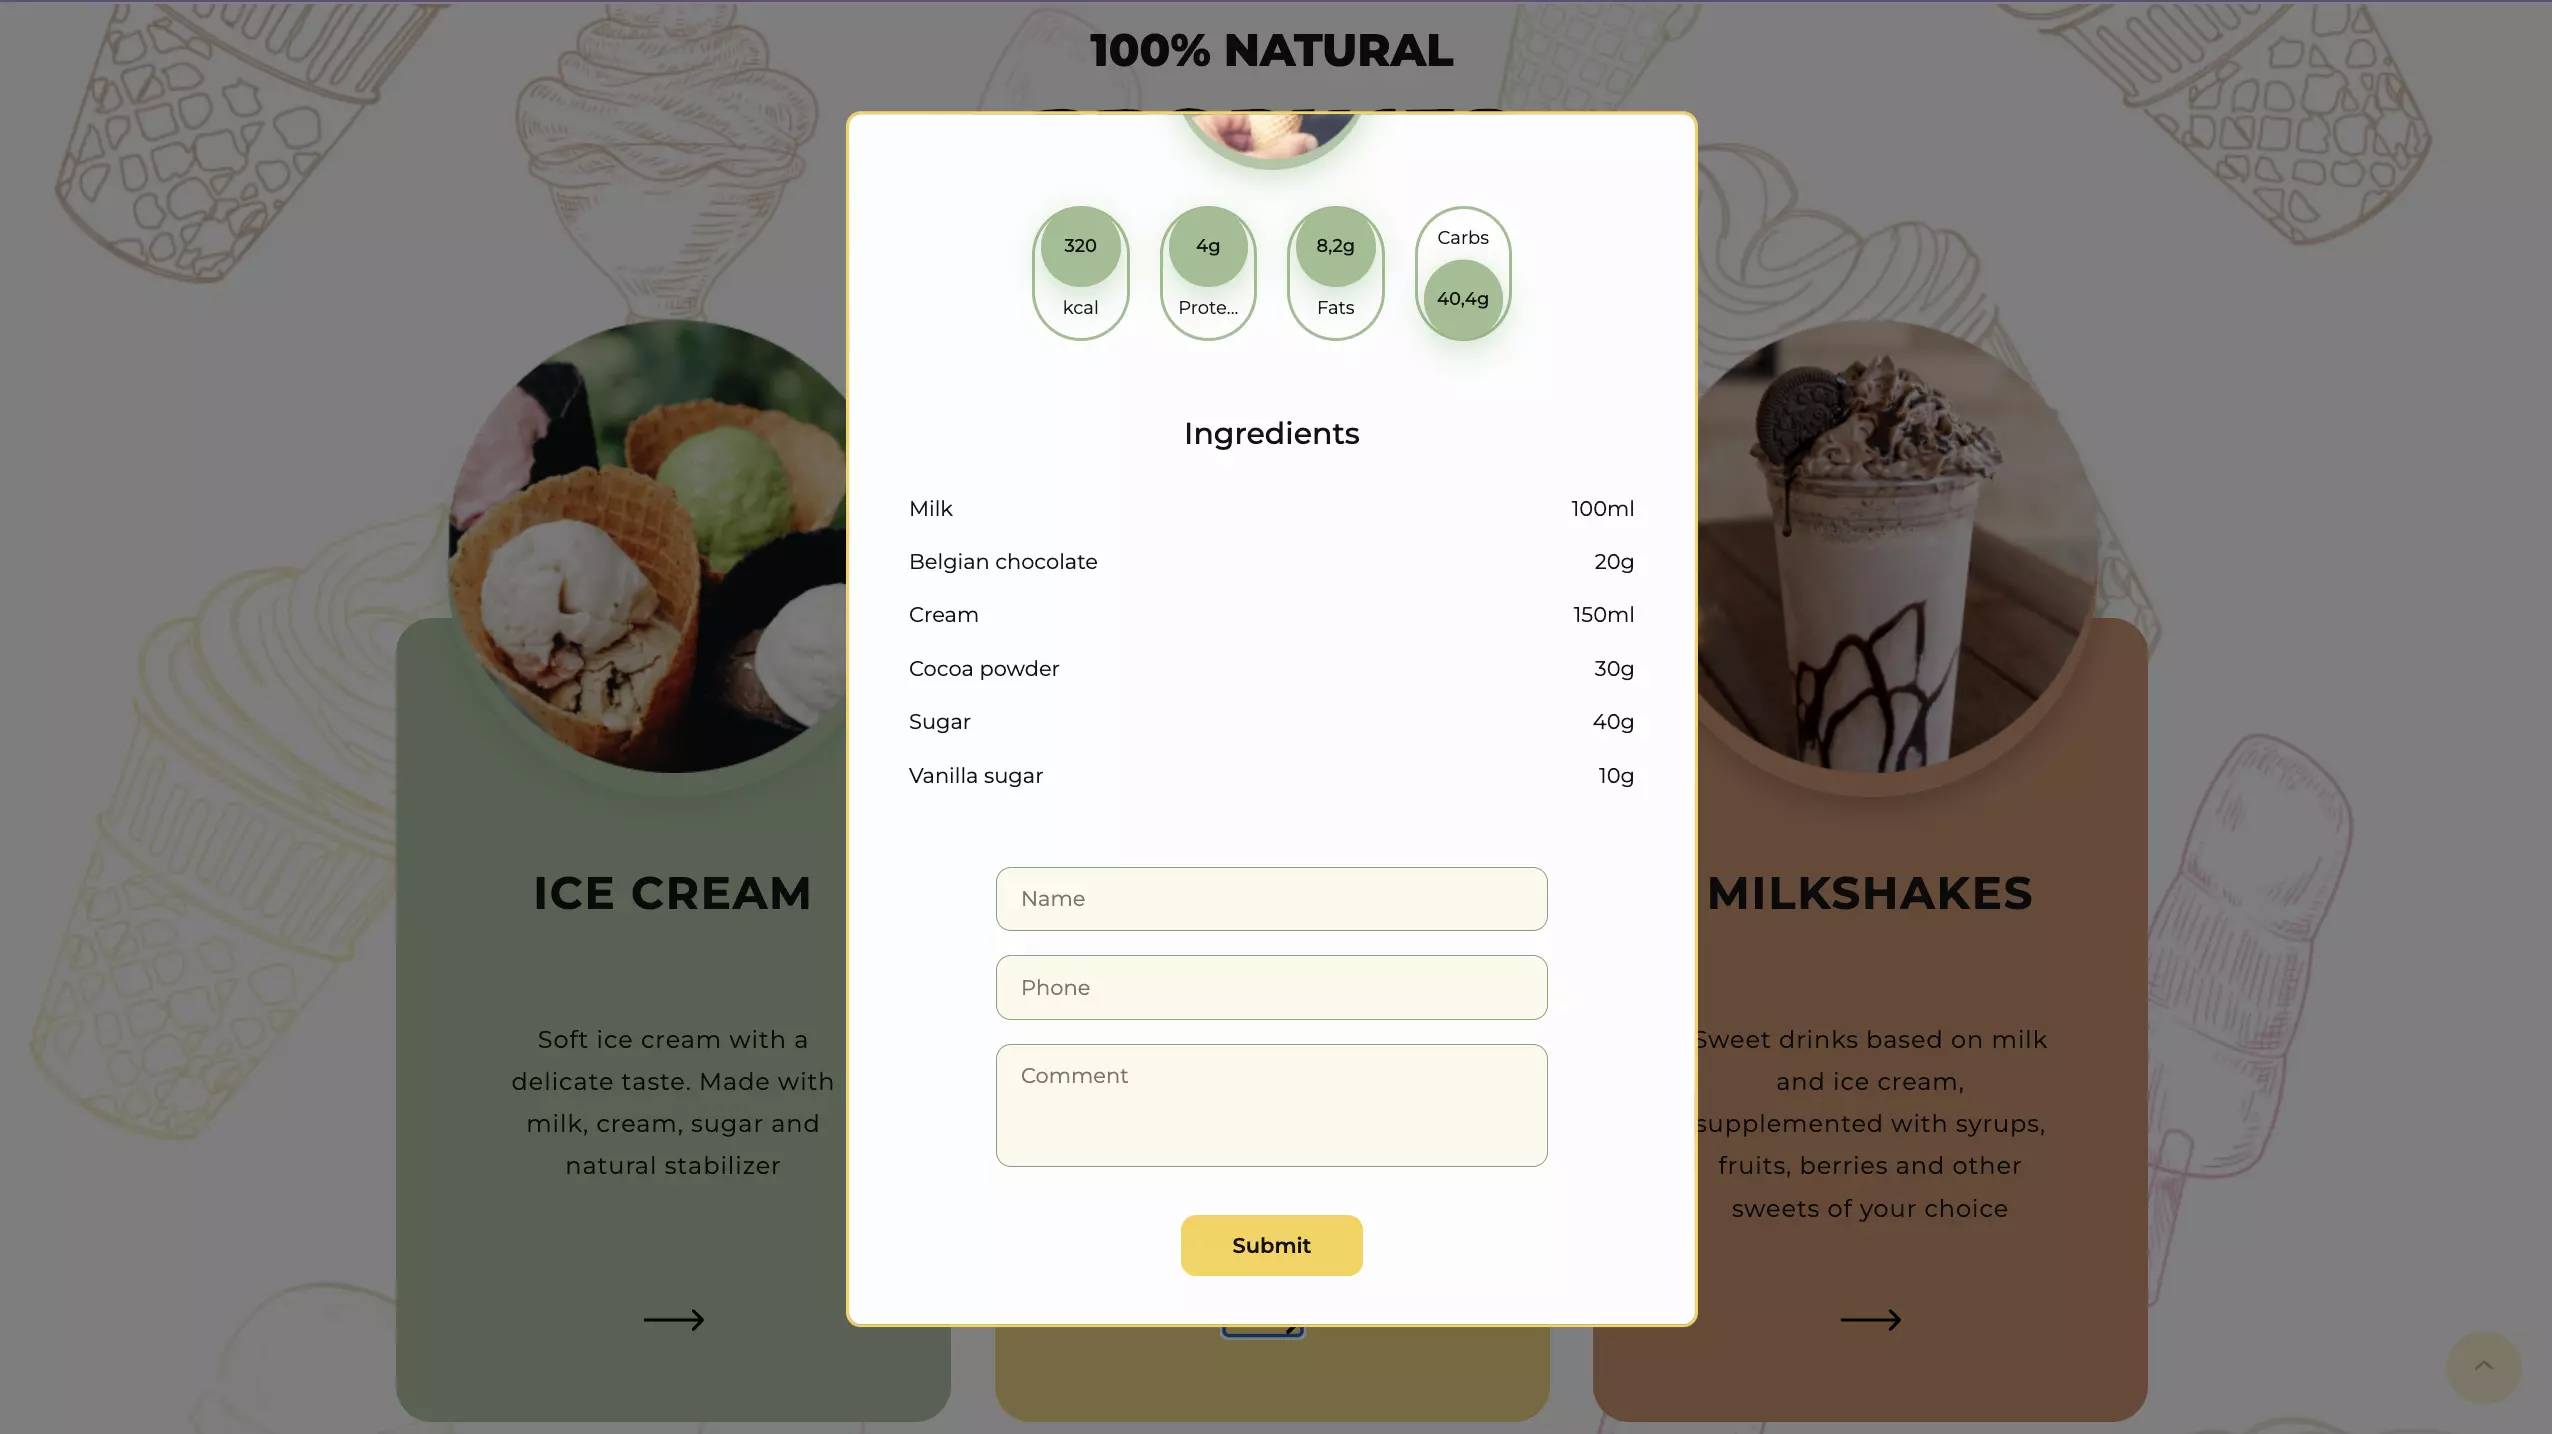 100% NATURAL
320
kcal
4g
Prote...
8,2g
Fats
Carbs
40,4g
Ingredients
Milk 100ml
Belgian chocolate 20g
Cream 150ml
Cocoa powder 30g
Sugar 40g
Vanilla sugar 10g
Name
Phone
Comment
Submit
ICE CREAM
Soft ice cream with a
delicate taste. Made with
milk, cream, sugar and
natural stabilizer
MILKSHAKES
Sweet drinks based on milk
and ice cream,
supplemented with syrups,
fruits, berries and other
sweets of your choice